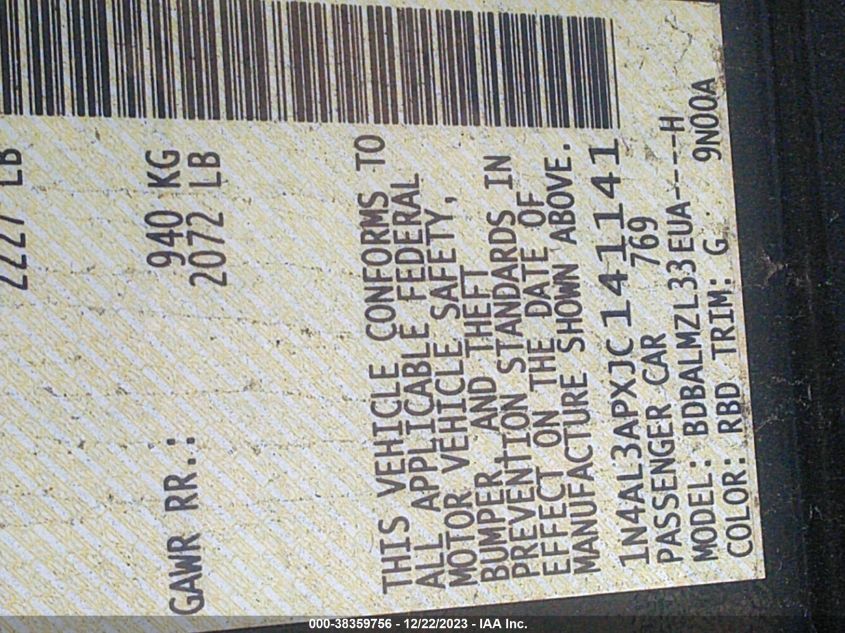 2227 LB
GAWR RR.: 940 KG
2072 LB
THIS VEHICLE CONFORMS TO
ALL APPLICABLE FEDERAL
MOTOR VEHICLE SAFETY,
BUMPER, AND THEFT
PREVENTION STANDARDS IN
EFFECT ON THE DATE OF
MANUFACTURE SHOWN ABOVE.
1N4AL3APXJC141141
PASSENGER CAR 769
MODEL: BDBALMZL33EUA----H
COLOR: RBD TRIM: G 9N00A
000-38359756 - 12/22/2023 - IAA Inc.